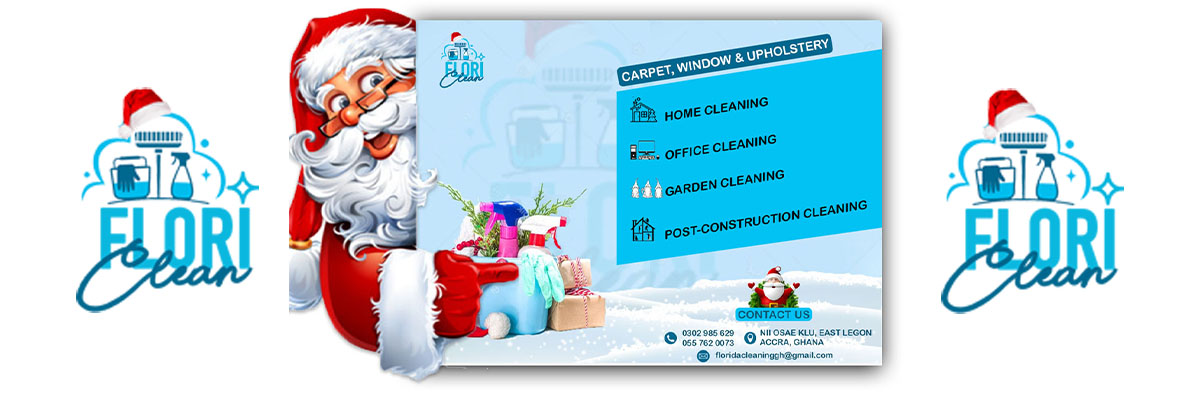 FLORI
Clean
FLORI
Clean
CARPET, WINDOW & UPHOLSTERY
HOME CLEANING
OFFICE CLEANING
GARDEN CLEANING
POST-CONSTRUCTION CLEANING
CONTACT US
0302 985 629
055 762 0073
NII OSAE KLU, EAST LEGON
ACCRA, GHANA
floridacleaninggh@gmail.com
FLORI
Clean